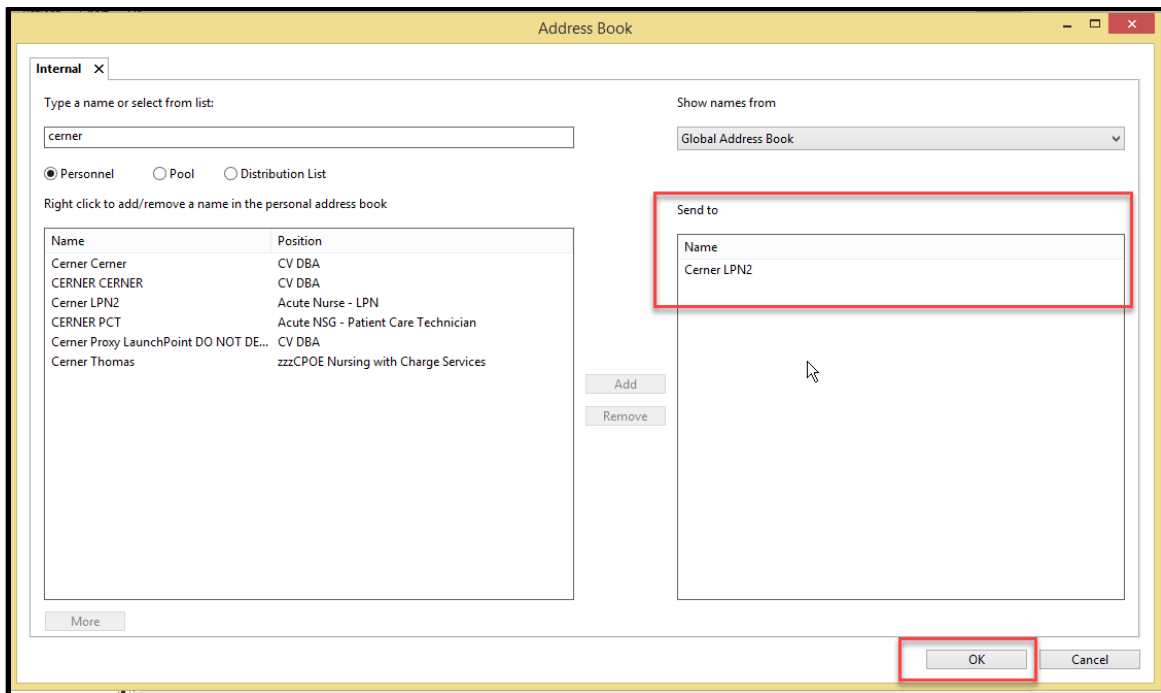 Address Book
Internal X
Type a name or select from list:
cerner
Personnel Pool Distribution List
Right click to add/remove a name in the personal address book
Name Position
Cerner Cerner CV DBA
CERNER CERNER CV DBA
Cerner LPN2 Acute Nurse - LPN
CERNER PCT Acute NSG - Patient Care Technician
Cerner Proxy LaunchPoint DO NOT DE... CV DBA
Cerner Thomas zzzCPOE Nursing with Charge Services
More
Add
Remove
Show names from
Global Address Book
Send to
Name
Cerner LPN2
OK Cancel